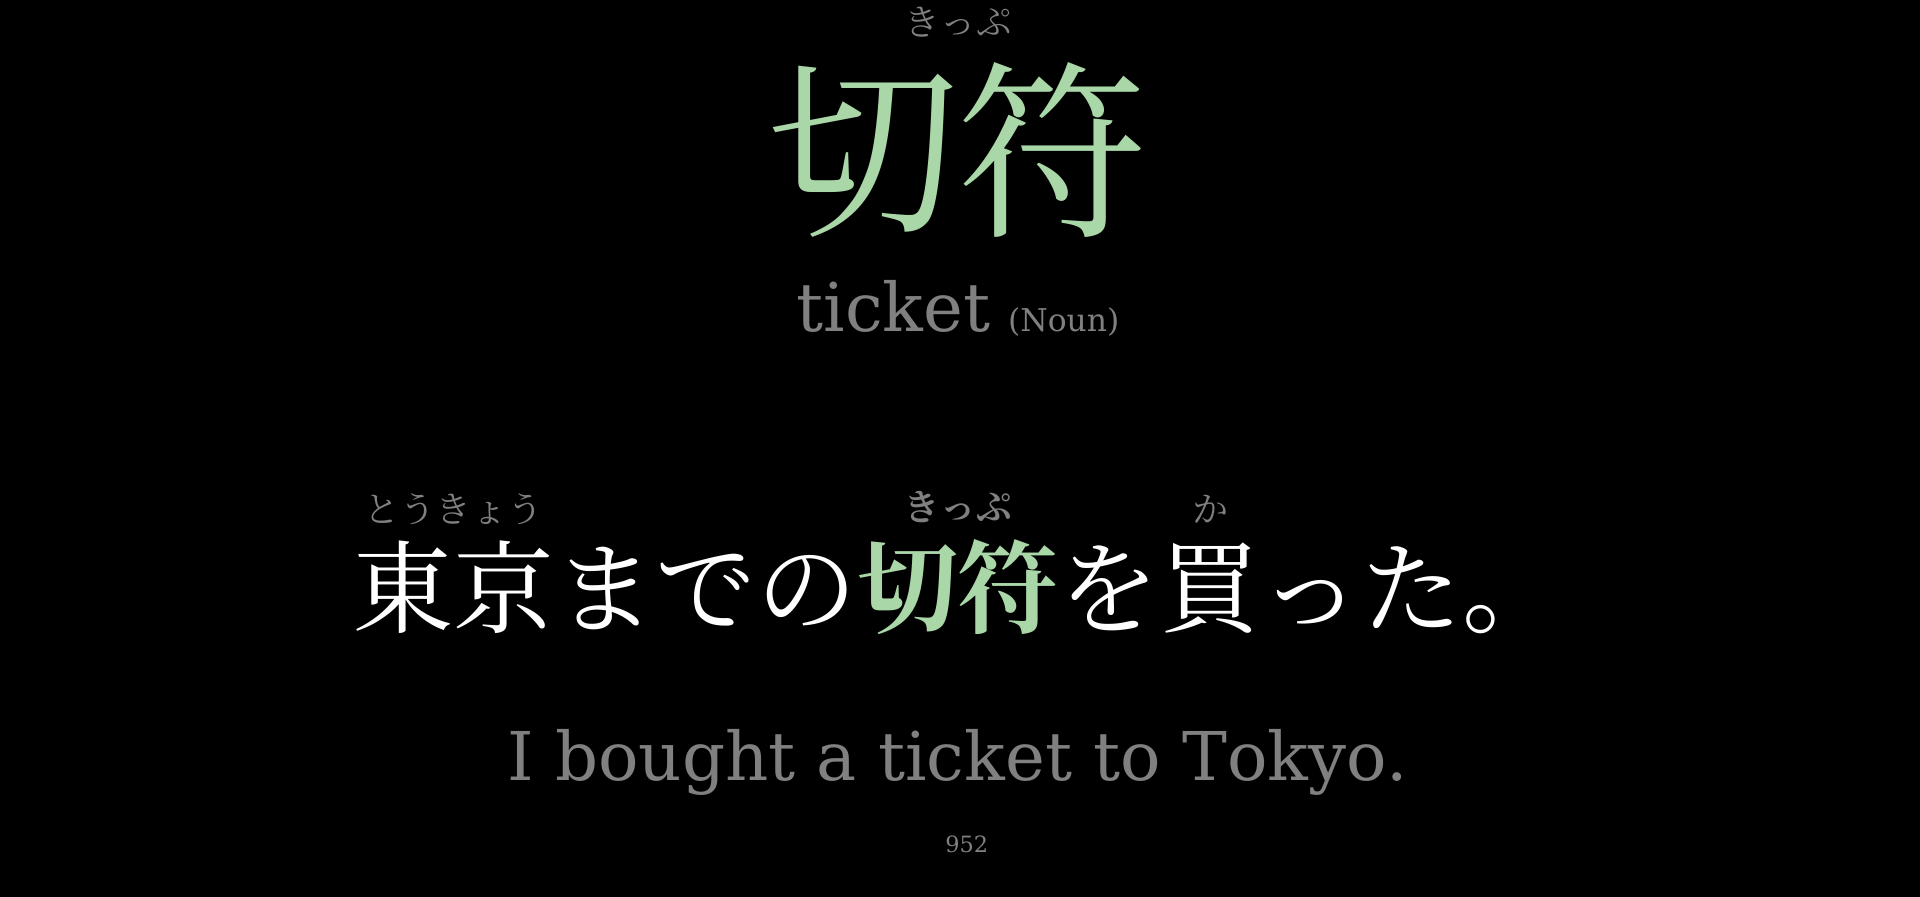 きっぷ
切符
ticket (Noun)
とうきょう きっぷ か
東京までの切符を買った。
I bought a ticket to Tokyo.
952